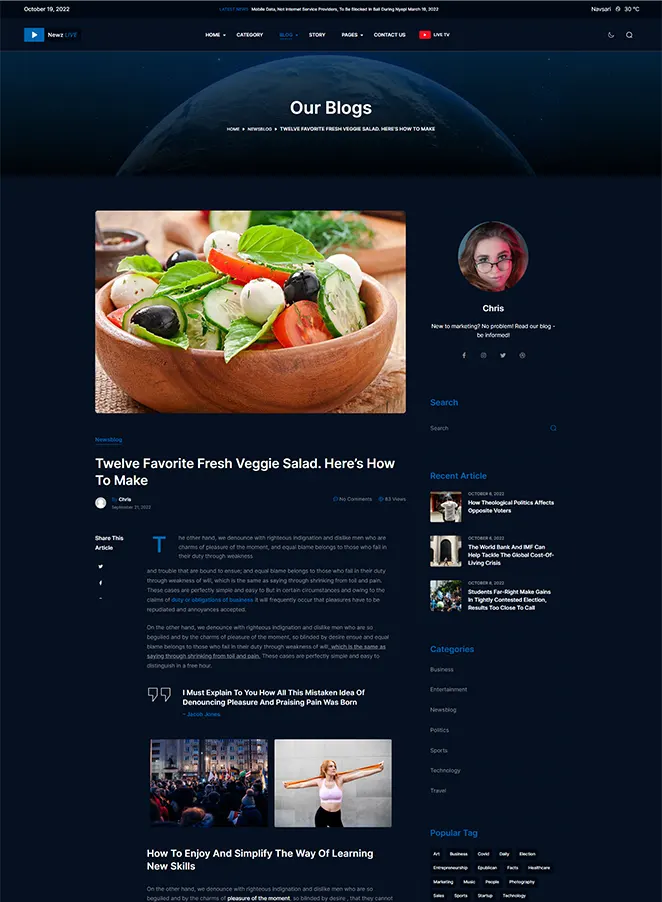 October 19, 2022
LATEST NEWS Mobile Data, Not Internet Service Providers, To Be Blocked In Bali During Nyepi March 19, 2022
Navsari 30 °C
Newz LIVE
HOME
CATEGORY
BLOG
STORY
PAGES
CONTACT US
LIVE TV
Our Blogs
HOME » NEWSBLOG » TWELVE FAVORITE FRESH VEGGIE SALAD. HERE'S HOW TO MAKE
Newsblog
Twelve Favorite Fresh Veggie Salad. Here's How
To Make
By Chris
September 21, 2022
No Comments
83 Views
Share This
Article
The other hand, we denounce with righteous indignation and dislike men who are
charms of pleasure of the moment, and equal blame belongs to those who fail in
their duty through weakness
and trouble that are bound to ensue; and equal blame belongs to those who fail in their duty
through weakness of will, which is the same as saying through shrinking from toil and pain.
These cases are perfectly simple and easy to But in certain circumstances and owing to the
claims of duty or obligations of business it will frequently occur that pleasures have to be
repudiated and annoyances accepted.
On the other hand, we denounce with righteous indignation and dislike men who are so
beguiled and by the charms of pleasure of the moment, so blinded by desire ensue and equal
blame belongs to those who fail in their duty through weakness of will, which is the same as
saying through shrinking from toil and pain. These cases are perfectly simple and easy to
distinguish in a free hour.
I Must Explain To You How All This Mistaken Idea Of
Denouncing Pleasure And Praising Pain Was Born
– Jacob Jones
How To Enjoy And Simplify The Way Of Learning
New Skills
On the other hand, we denounce with righteous indignation and dislike men who are so
beguiled and by the charms of pleasure of the moment, so blinded by desire , that they cannot
Chris
New to marketing? No problem! Read our blog -
be informed!
Search
Search
Recent Article
OCTOBER 8, 2022
How Theological Politics Affects
Opposite Voters
OCTOBER 8, 2022
The World Bank And IMF Can
Help Tackle The Global Cost-Of-
Living Crisis
OCTOBER 8, 2022
Students Far-Right Make Gains
In Tightly Contested Election,
Results Too Close To Call
Categories
Business
Entertainment
Newsblog
Politics
Sports
Technology
Travel
Popular Tag
Art Business Covid Daily Election
Entrepreneurship Epublican Facts Healthcare
Marketing Music People Photography
Sales Sports Startup Technology